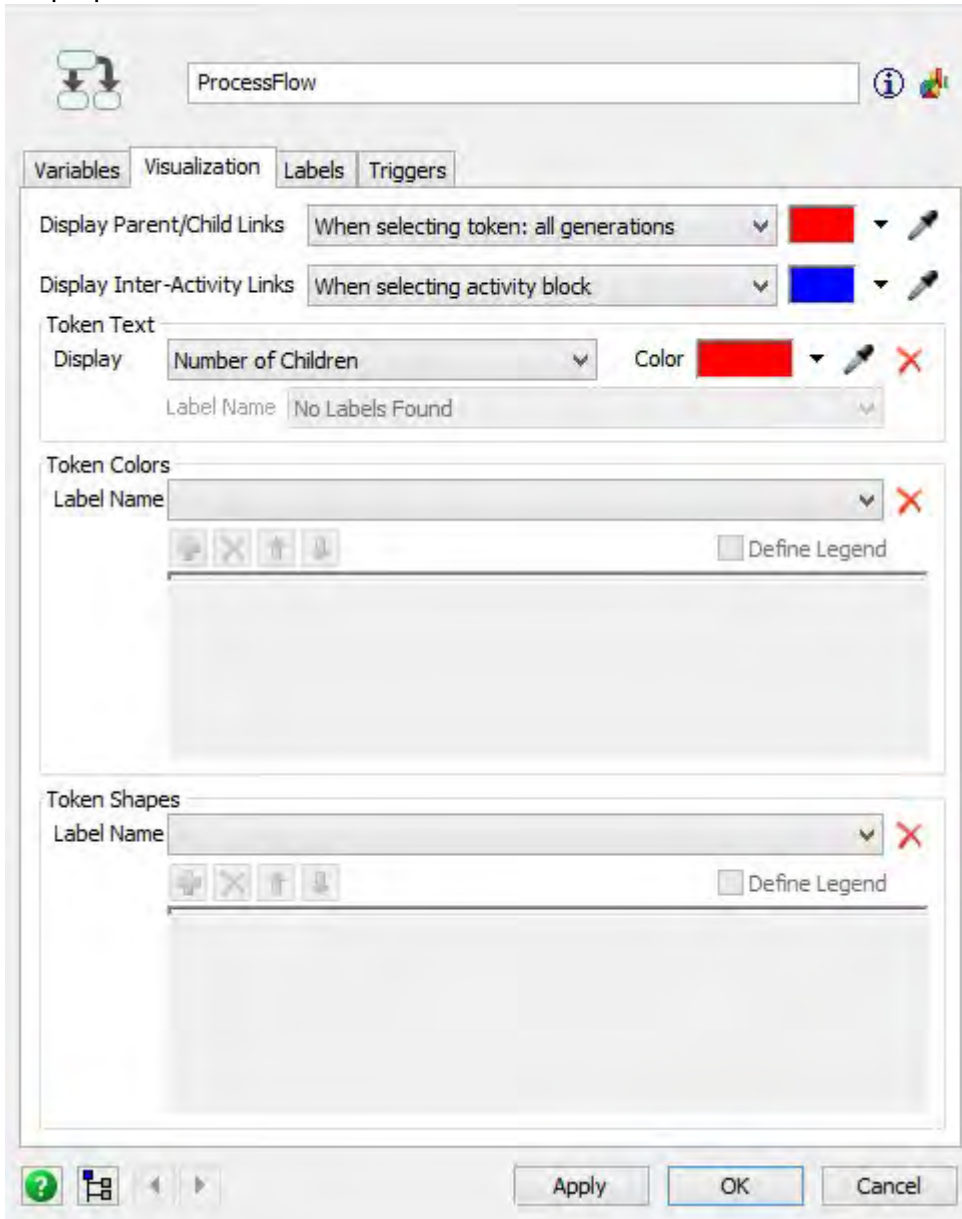 ProcessFlow
Variables Visualization Labels Triggers
Display Parent/Child Links When selecting token: all generations
Display Inter-Activity Links When selecting activity block
Token Text
Display Number of Children Color
Label Name No Labels Found
Token Colors
Label Name
Define Legend
Token Shapes
Label Name
Define Legend
Apply OK Cancel